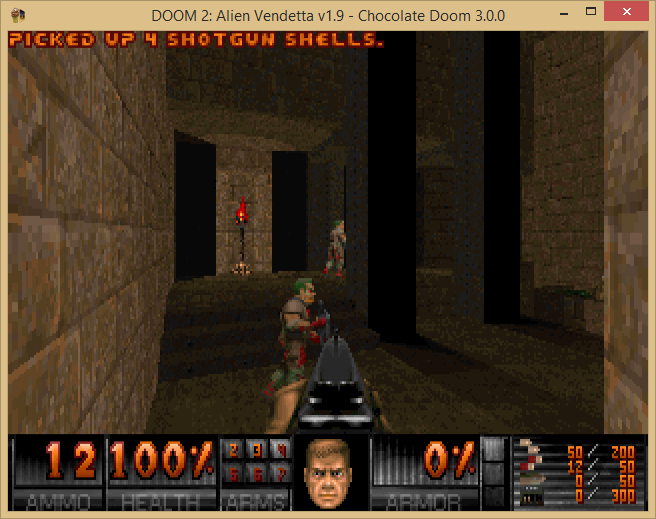 DOOM 2: Alien Vendetta v1.9 - Chocolate Doom 3.0.0
PICKED UP 4 SHOTGUN SHELLS.
12 100% 2 3 4 0% 50 / 200
5 6 7 12 / 50
0 / 50
0 / 300
AMMO HEALTH ARMS ARMOR